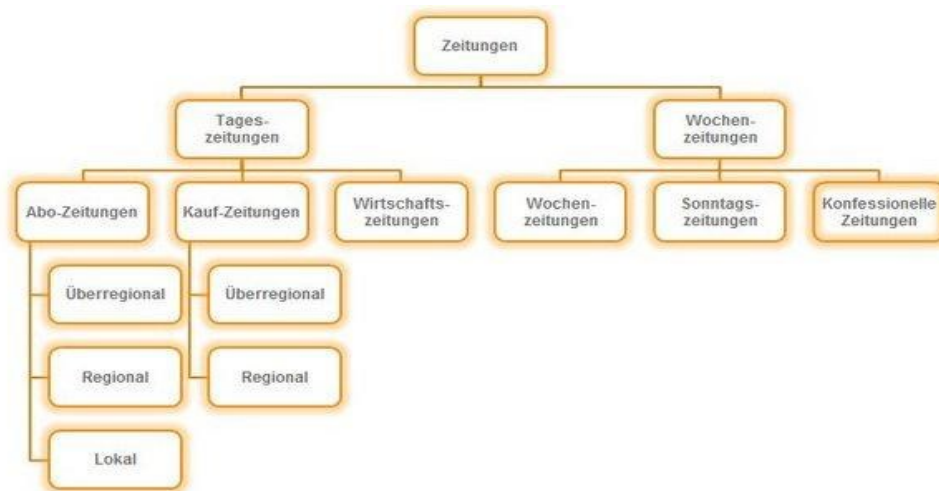 Zeitungen
Tages-
zeitungen
Wochen-
zeitungen
Abo-Zeitungen
Kauf-Zeitungen
Wirtschafts-
zeitungen
Wochen-
zeitungen
Sonntags-
zeitungen
Konfessionelle
Zeitungen
Überregional
Überregional
Regional
Regional
Lokal